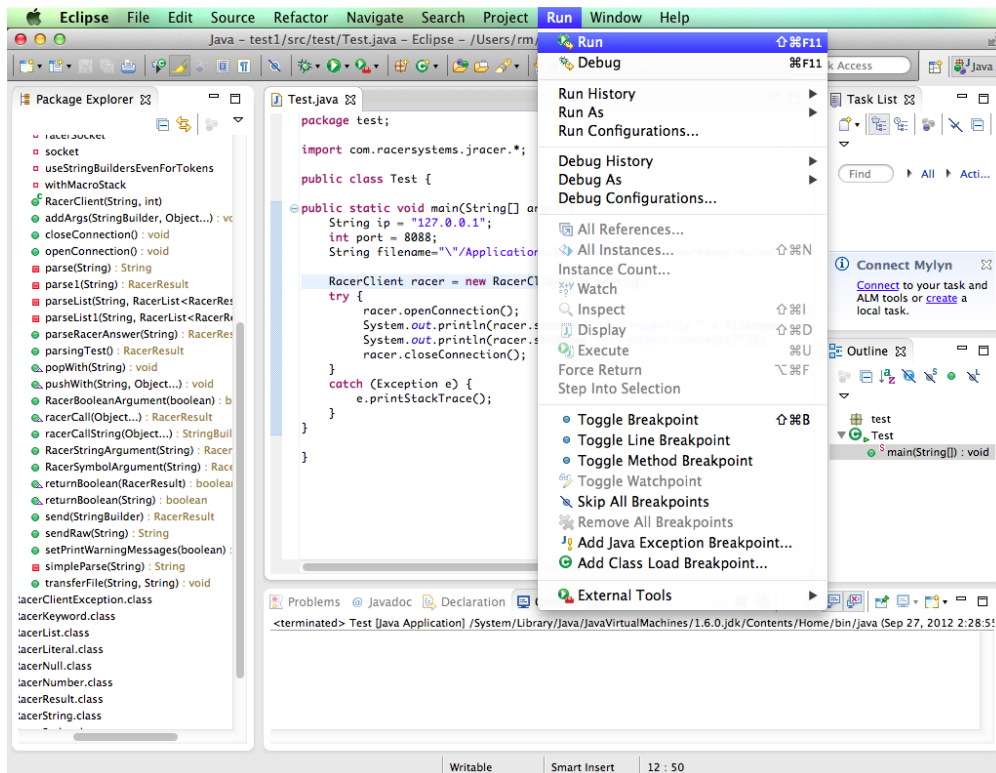 Eclipse File Edit Source Refactor Navigate Search Project Run Window Help
Java – test1/src/test/Test.java – Eclipse – /Users/rm/
k Access
Java
Package Explorer
racerSocket
socket
useStringBuildersEvenForTokens
withMacroStack
RacerClient(String, int)
addArgs(StringBuilder, Object...) : vo
closeConnection() : void
openConnection() : void
parse(String) : String
parse1(String) : RacerResult
parseList(String, RacerList<RacerRes
parseList1(String, RacerList<RacerR
parseRacerAnswer(String) : RacerRes
parsingTest() : RacerResult
popWith(String) : void
pushWith(String, Object...) : void
RacerBooleanArgument(boolean) : b
racerCall(Object...) : RacerResult
racerCallString(Object...) : StringBuil
RacerStringArgument(String) : Racer
RacerSymbolArgument(String) : Race
returnBoolean(RacerResult) : boolea
returnBoolean(String) : boolean
send(StringBuilder) : RacerResult
sendRaw(String) : String
setPrintWarningMessages(boolean) :
simpleParse(String) : String
transferFile(String, String) : void
RacerClientException.class
RacerKeyword.class
RacerList.class
RacerLiteral.class
RacerNull.class
RacerNumber.class
RacerResult.class
RacerString.class
Test.java
package test;
import com.racersystems.jracer.*;
public class Test {
public static void main(String[] ar
String ip = "127.0.0.1";
int port = 8088;
String filename="\"/Application
RacerClient racer = new RacerCl
try {
racer.openConnection();
System.out.println(racer.s
System.out.println(racer.s
racer.closeConnection();
}
catch (Exception e) {
e.printStackTrace();
}
}
}
Run ⇧⌘F11
Debug ⌘F11
Run History
Run As
Run Configurations...
Debug History
Debug As
Debug Configurations...
All References...
All Instances... ⇧⌘N
Instance Count...
Watch
Inspect ⇧⌘I
Display ⇧⌘D
Execute ⌘U
Force Return ⌥⌘F
Step Into Selection
Toggle Breakpoint ⇧⌘B
Toggle Line Breakpoint
Toggle Method Breakpoint
Toggle Watchpoint
Skip All Breakpoints
Remove All Breakpoints
Add Java Exception Breakpoint...
Add Class Load Breakpoint...
External Tools
Task List
Find All Acti...
Connect Mylyn
Connect to your task and
ALM tools or create a
local task.
Outline
test
Test
main(String[]) : void
Problems @ Javadoc Declaration
<terminated> Test [Java Application] /System/Library/Java/JavaVirtualMachines/1.6.0.jdk/Contents/Home/bin/java (Sep 27, 2012 2:28:5
Writable Smart Insert 12 : 50